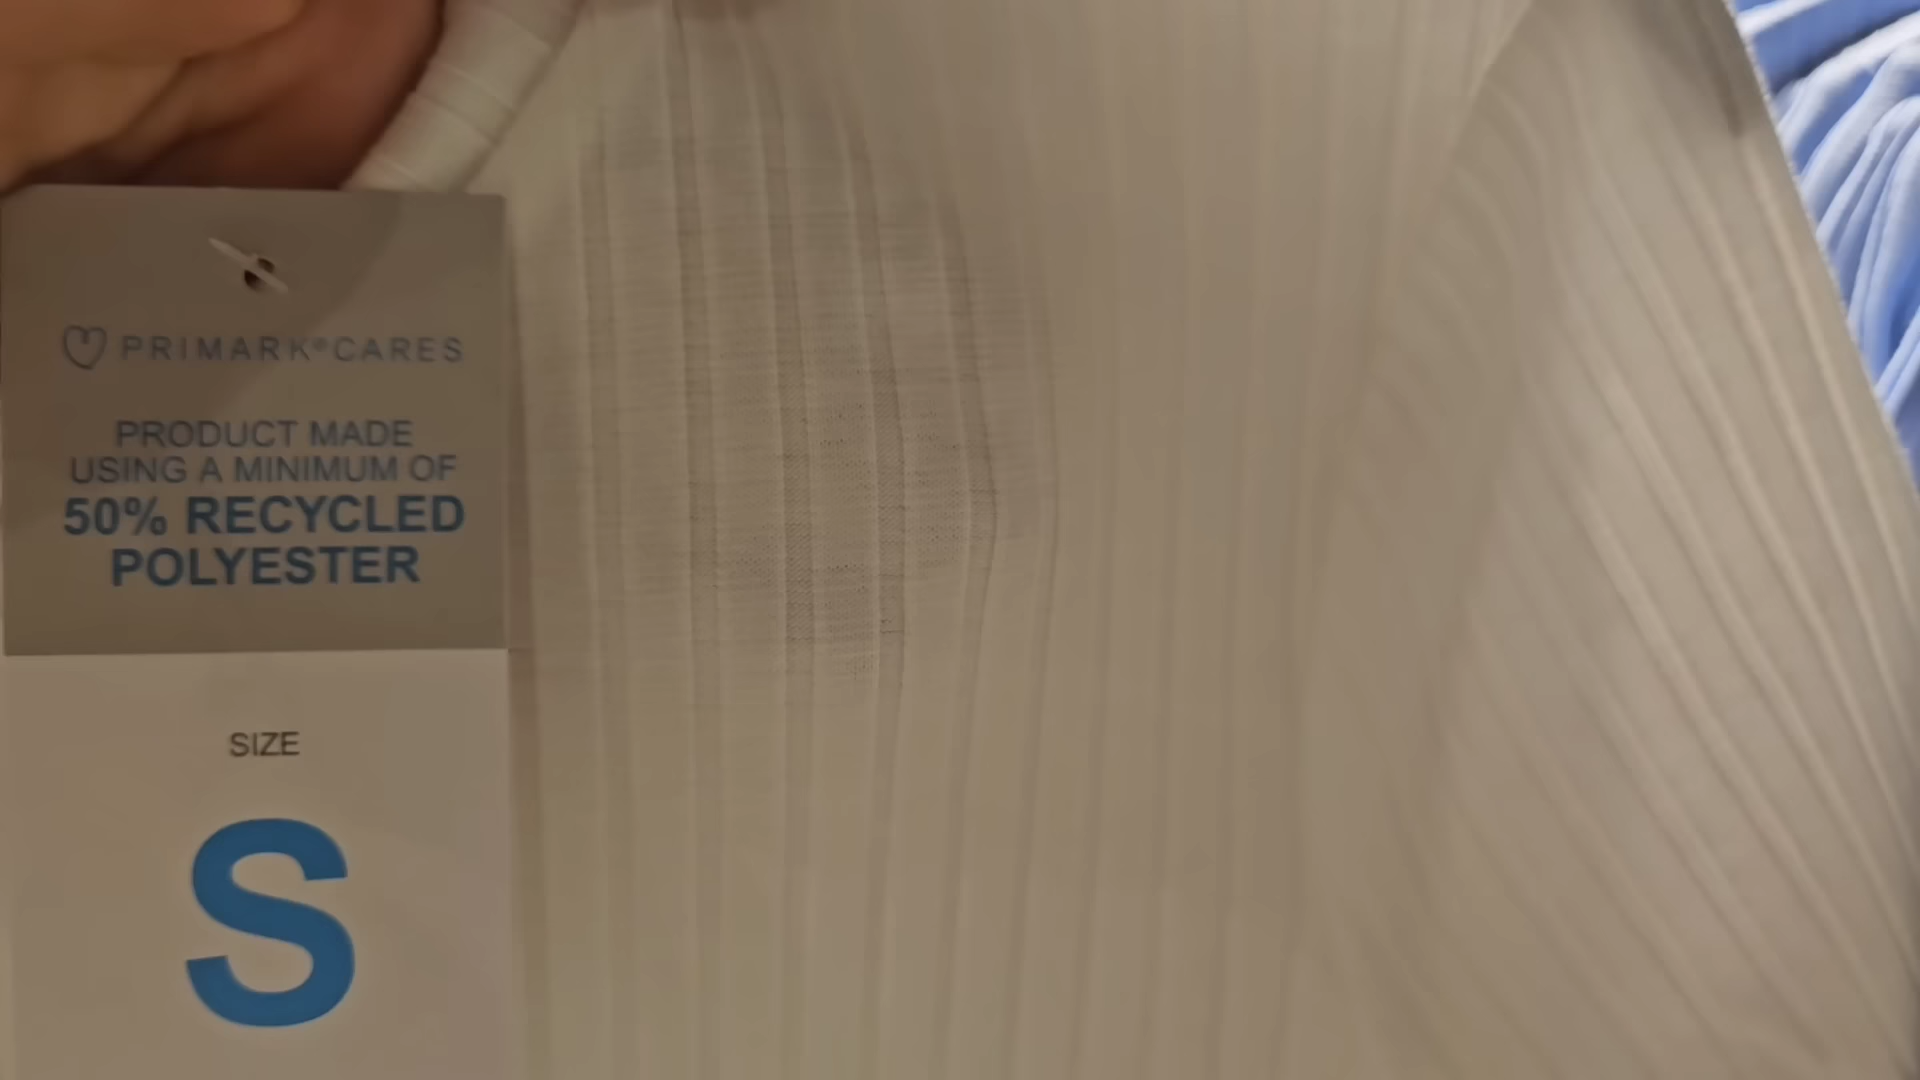 PRIMARK®CARES
PRODUCT MADE
USING A MINIMUM OF
50% RECYCLED
POLYESTER
SIZE
S